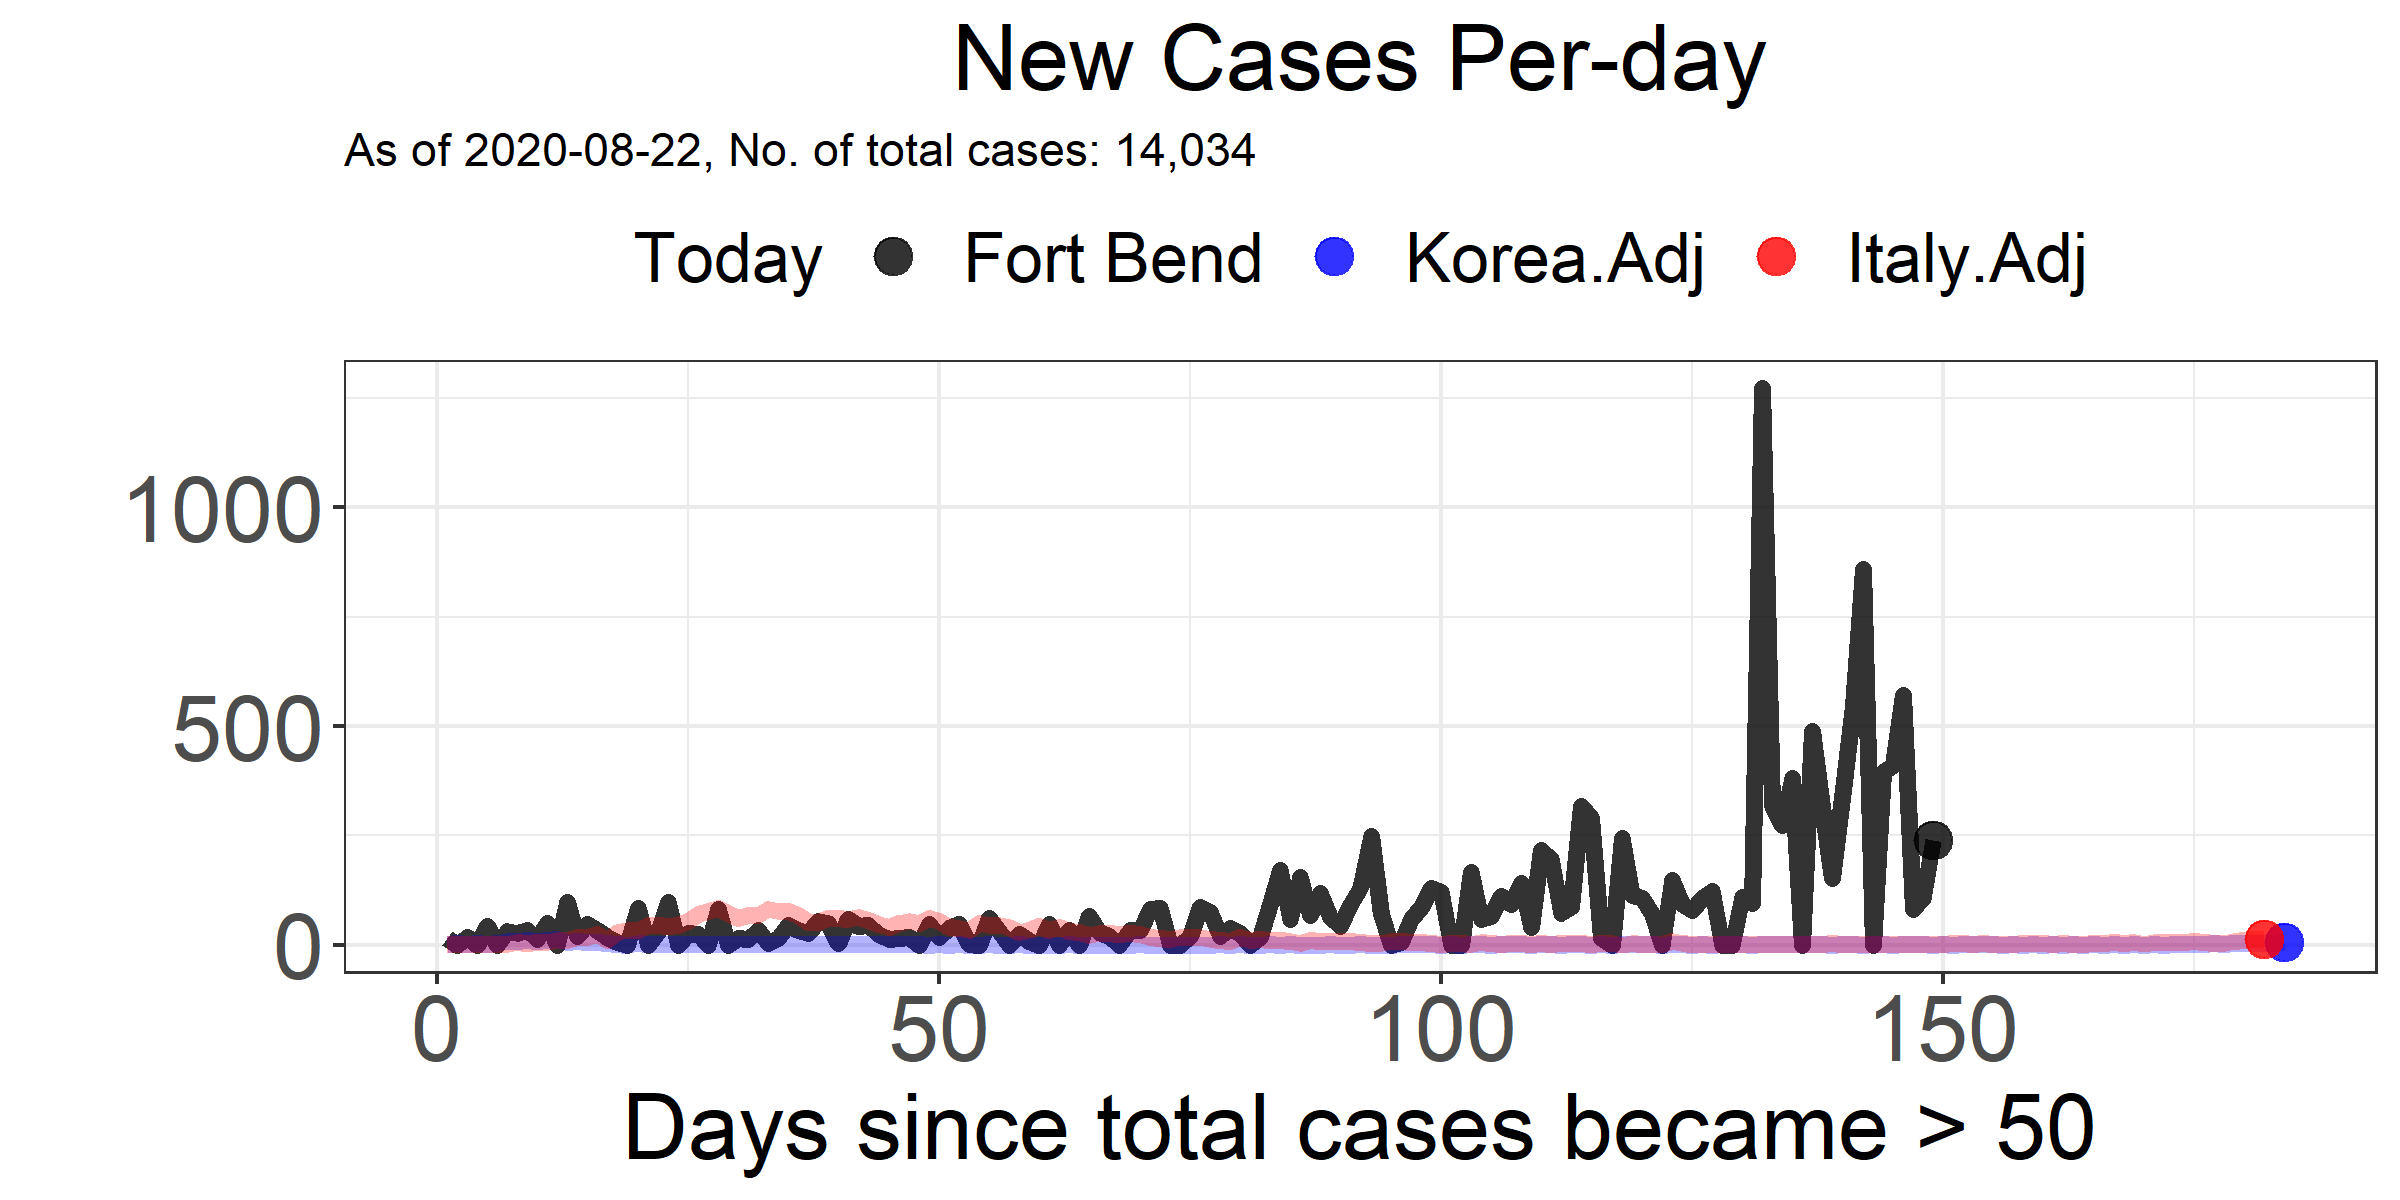 New Cases Per-day
As of 2020-08-22, No. of total cases: 14,034
Today Fort Bend Korea.Adj Italy.Adj
1000
500
0
0 50 100 150
Days since total cases became > 50